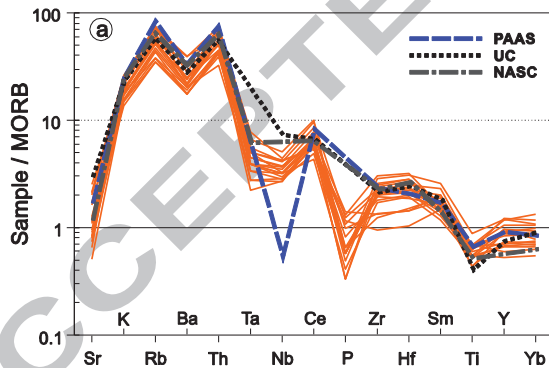 100
10
1
0.1
Sample / MORB
a
PAAS
UC
NASC
K Ba Th Ta Ce Zr Sm Y
Sr Rb Nb P Hf Ti Yb
CCEPTE